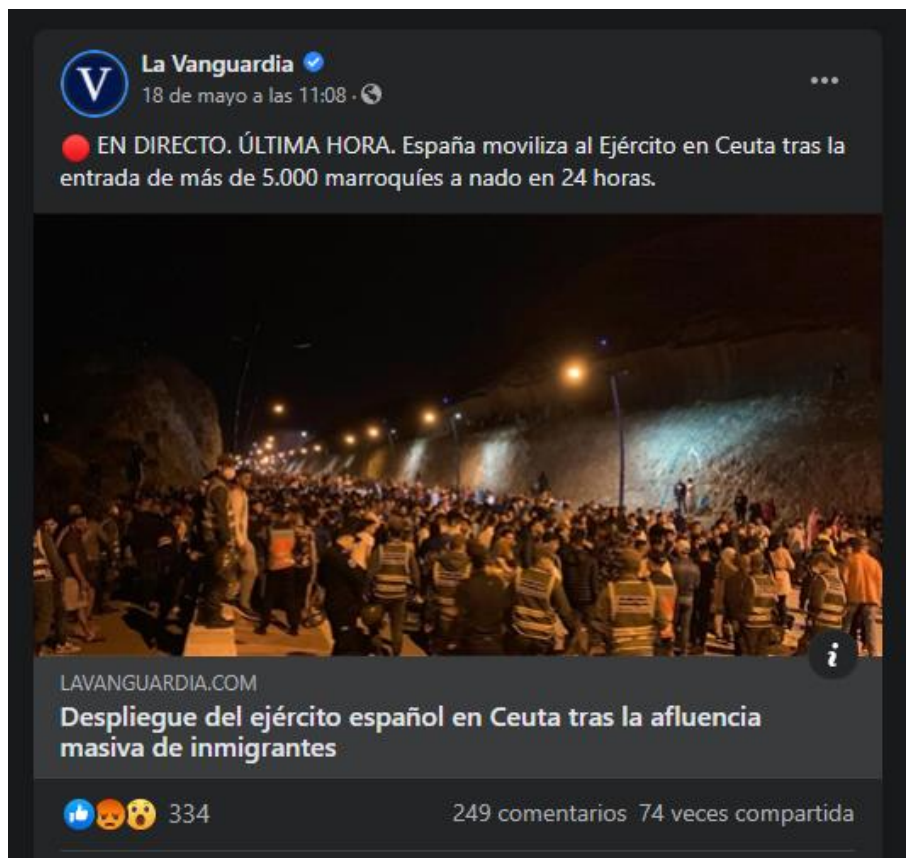 La Vanguardia
18 de mayo a las 11:08 ·
EN DIRECTO. ÚLTIMA HORA. España moviliza al Ejército en Ceuta tras la
entrada de más de 5.000 marroquíes a nado en 24 horas.
LAVANGUARDIA.COM
Despliegue del ejército español en Ceuta tras la afluencia
masiva de inmigrantes
334
249 comentarios 74 veces compartida